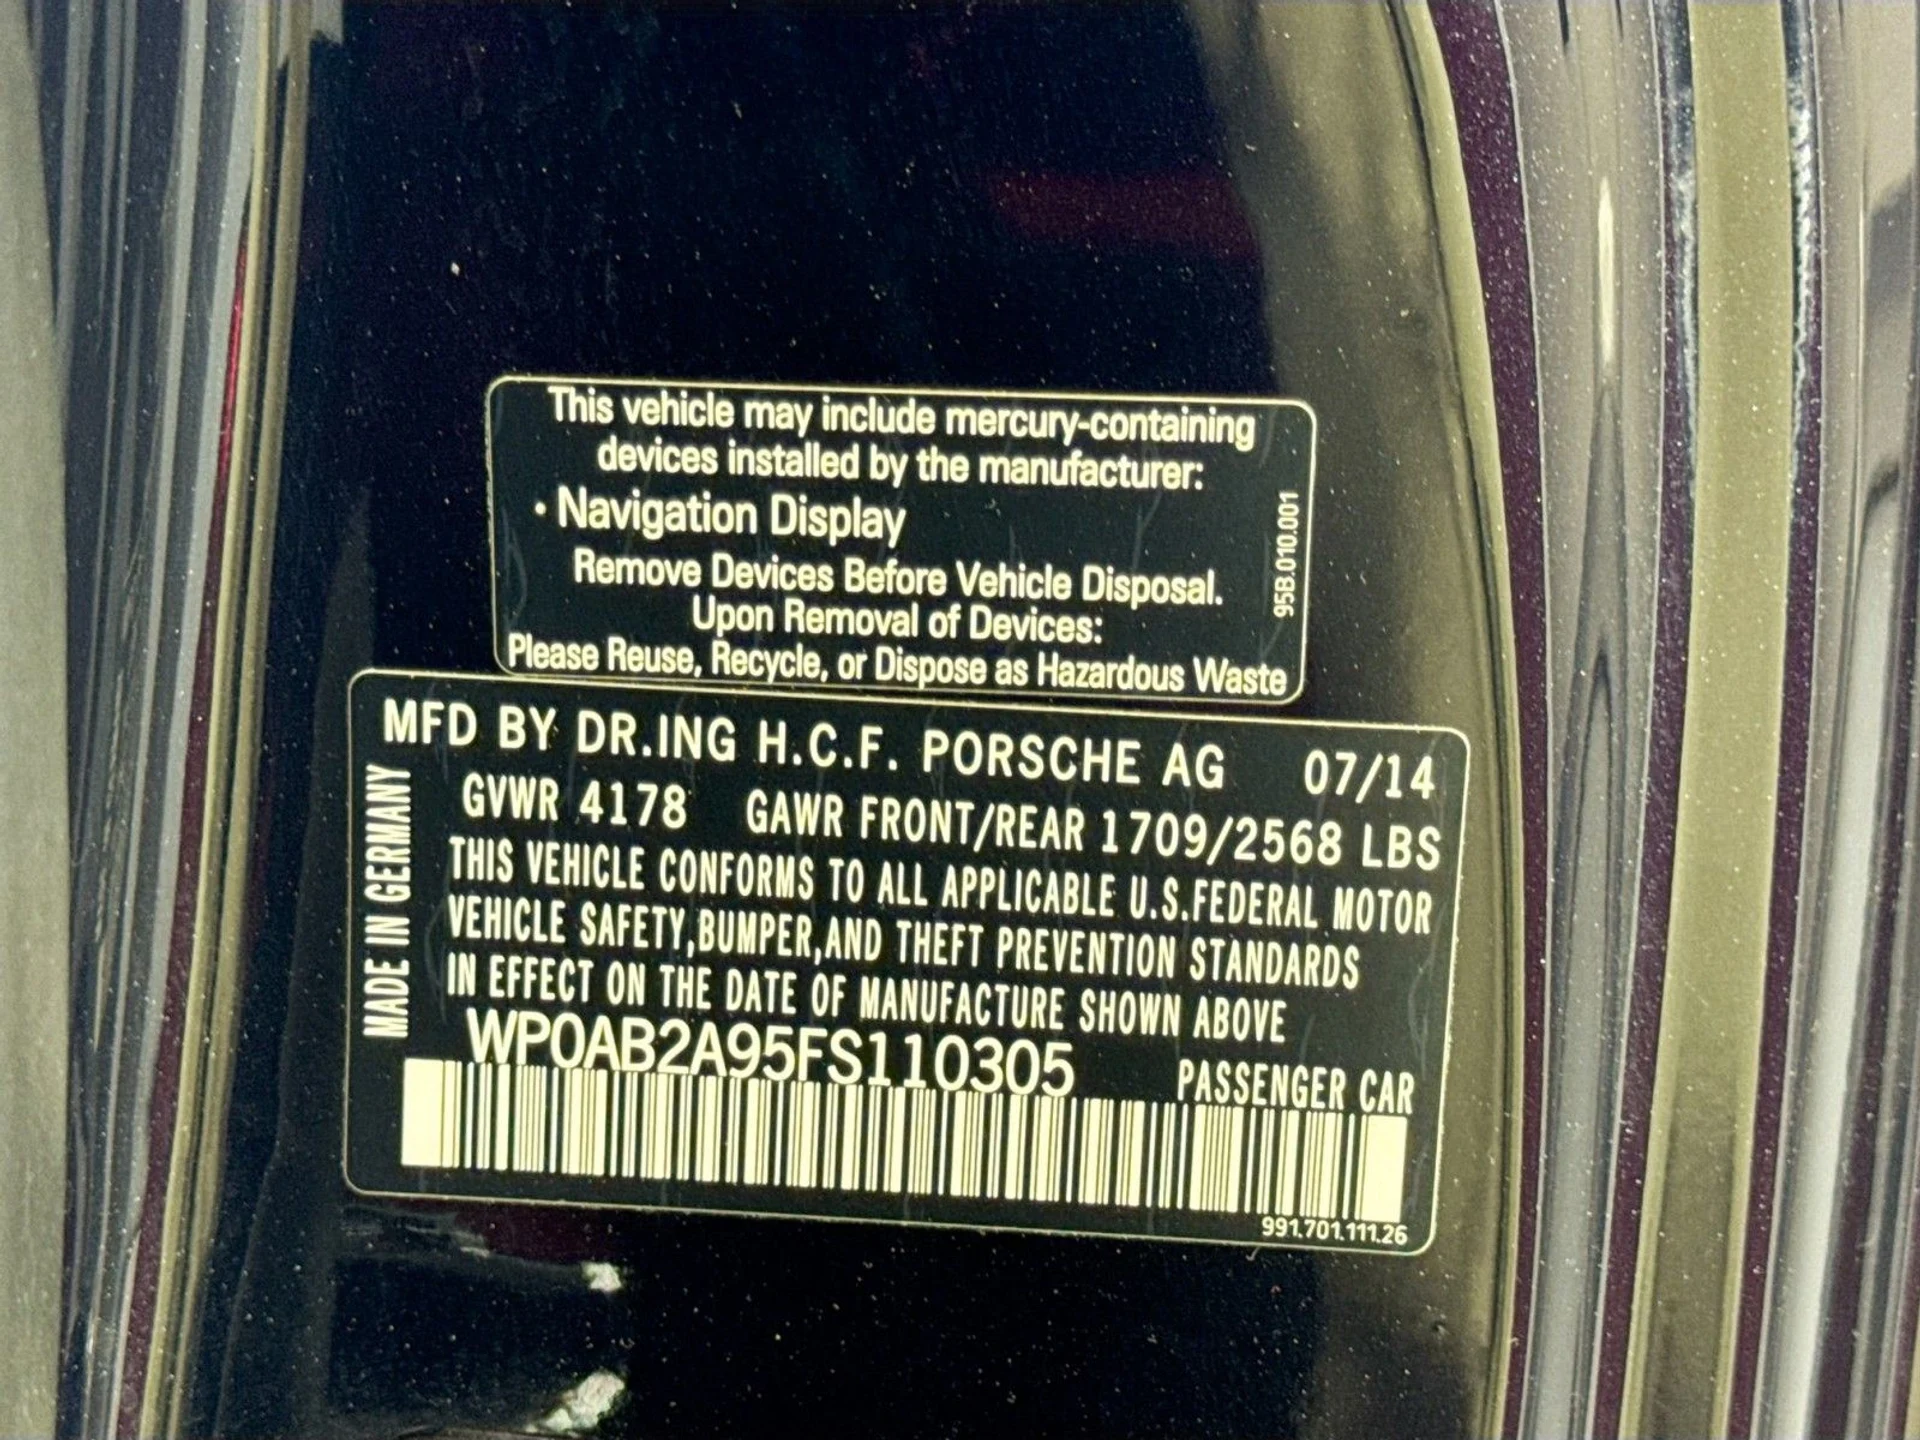 This vehicle may include mercury-containing
devices installed by the manufacturer:
• Navigation Display
Remove Devices Before Vehicle Disposal.
Upon Removal of Devices:
Please Reuse, Recycle, or Dispose as Hazardous Waste
95B.010.001
MFD BY DR.ING H.C.F. PORSCHE AG 07/14
GVWR 4178 GAWR FRONT/REAR 1709/2568 LBS
THIS VEHICLE CONFORMS TO ALL APPLICABLE U.S.FEDERAL MOTOR
VEHICLE SAFETY,BUMPER,AND THEFT PREVENTION STANDARDS
IN EFFECT ON THE DATE OF MANUFACTURE SHOWN ABOVE
WP0AB2A95FS110305 PASSENGER CAR
MADE IN GERMANY
991.701.111.26